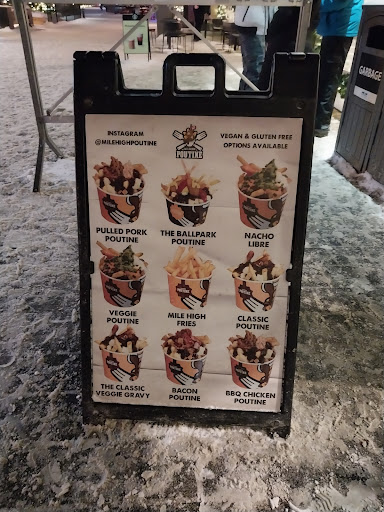 INSTAGRAM
@MILEHIGHPOUTINE
POUTINE
VEGAN & GLUTEN FREE
OPTIONS AVAILABLE
PULLED PORK
POUTINE
THE BALLPARK
POUTINE
NACHO
LIBRE
VEGGIE
POUTINE
MILE HIGH
FRIES
CLASSIC
POUTINE
THE CLASSIC
VEGGIE GRAVY
BACON
POUTINE
BBQ CHICKEN
POUTINE
GARBAGE